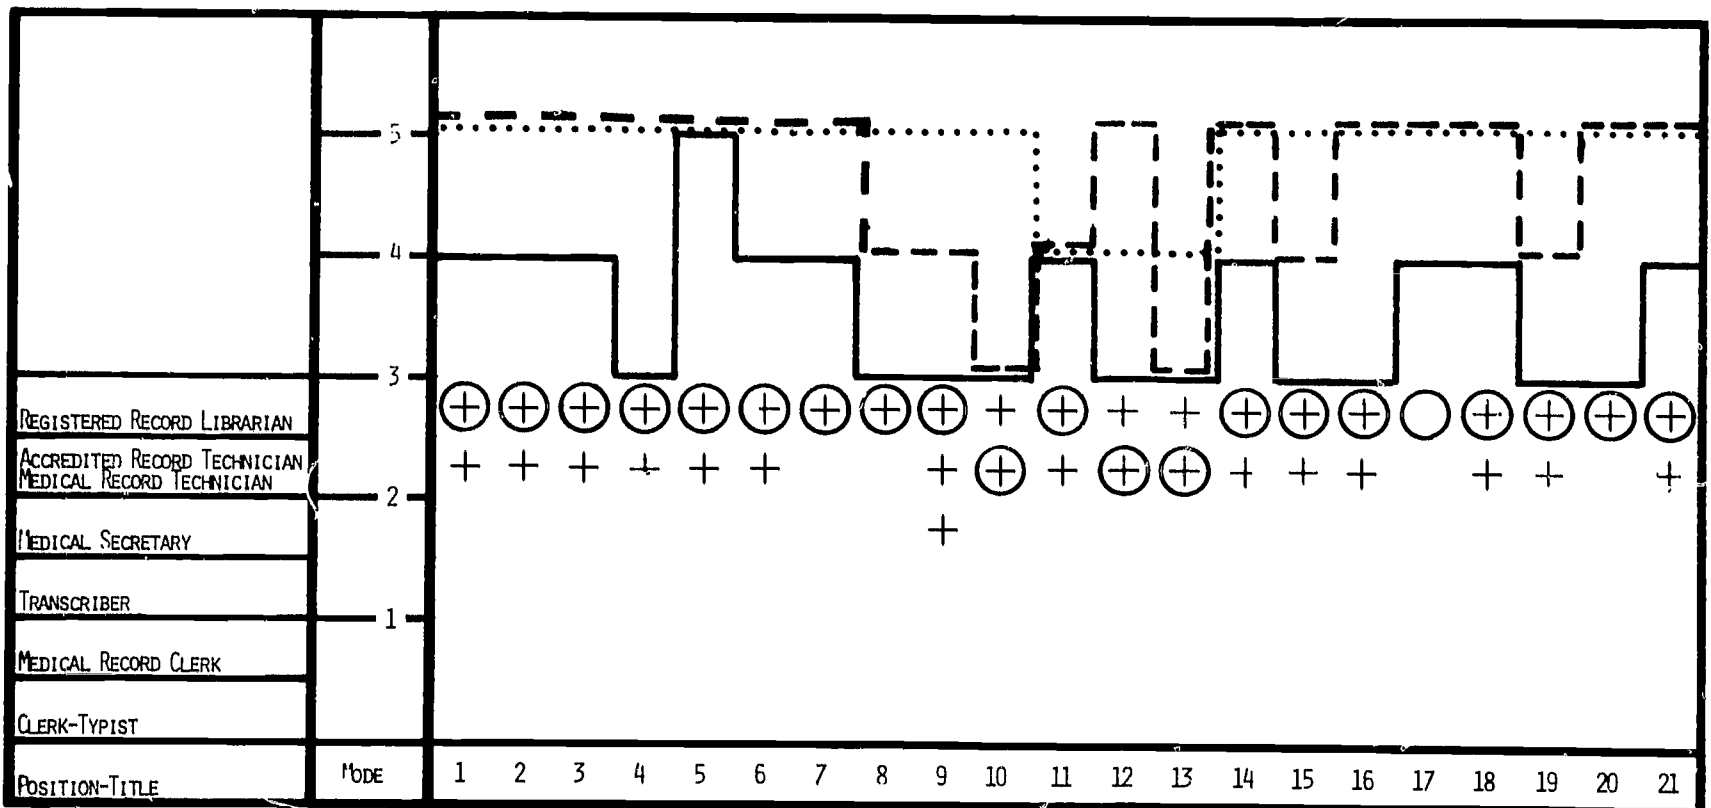 5
4
3
REGISTERED RECORD LIBRARIAN
ACCREDITED RECORD TECHNICIAN
MEDICAL RECORD TECHNICIAN
2
MEDICAL SECRETARY
TRANSCRIBER
1
MEDICAL RECORD CLERK
CLERK-TYPIST
POSITION-TITLE MODE 1 2 3 4 5 6 7 8 9 10 11 12 13 14 15 16 17 18 19 20 21